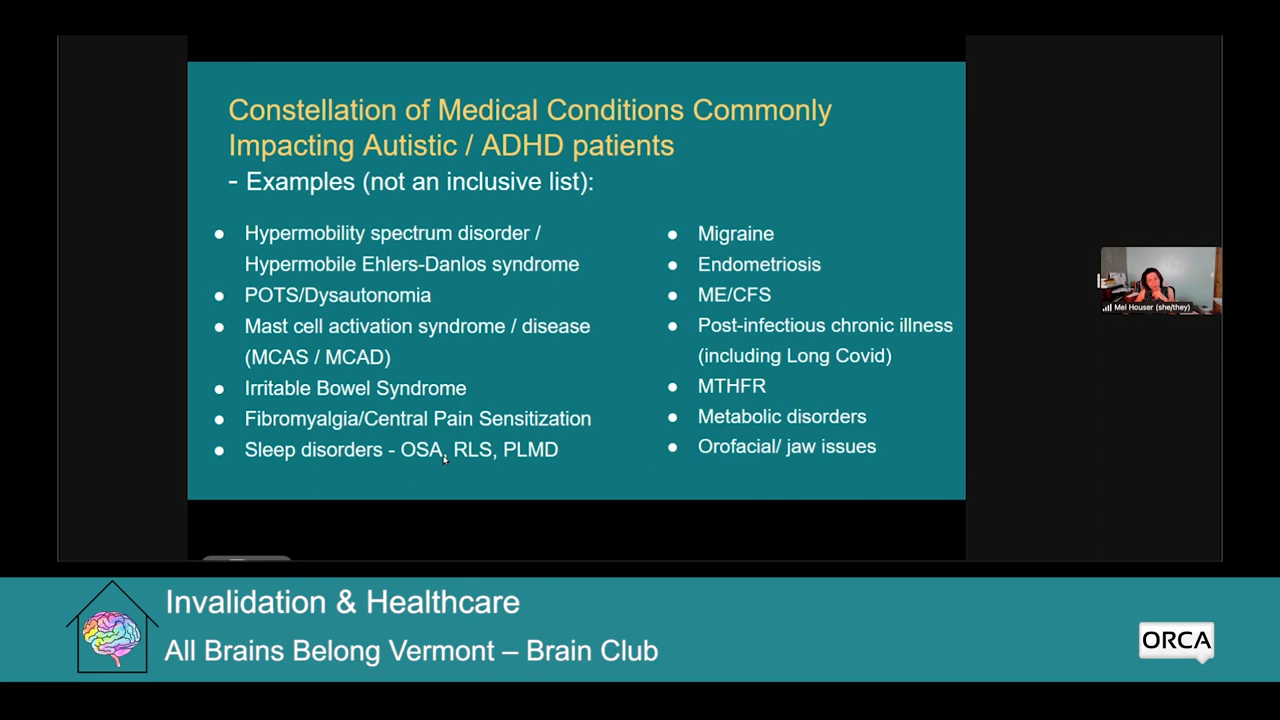 Constellation of Medical Conditions Commonly
Impacting Autistic / ADHD patients
- Examples (not an inclusive list):
● Hypermobility spectrum disorder /
Hypermobile Ehlers-Danlos syndrome
● POTS/Dysautonomia
● Mast cell activation syndrome / disease
(MCAS / MCAD)
● Irritable Bowel Syndrome
● Fibromyalgia/Central Pain Sensitization
● Sleep disorders - OSA, RLS, PLMD
● Migraine
● Endometriosis
● ME/CFS
● Post-infectious chronic illness
(including Long Covid)
● MTHFR
● Metabolic disorders
● Orofacial/ jaw issues
Mel Houser (she/they)
Invalidation & Healthcare
All Brains Belong Vermont – Brain Club
ORCA